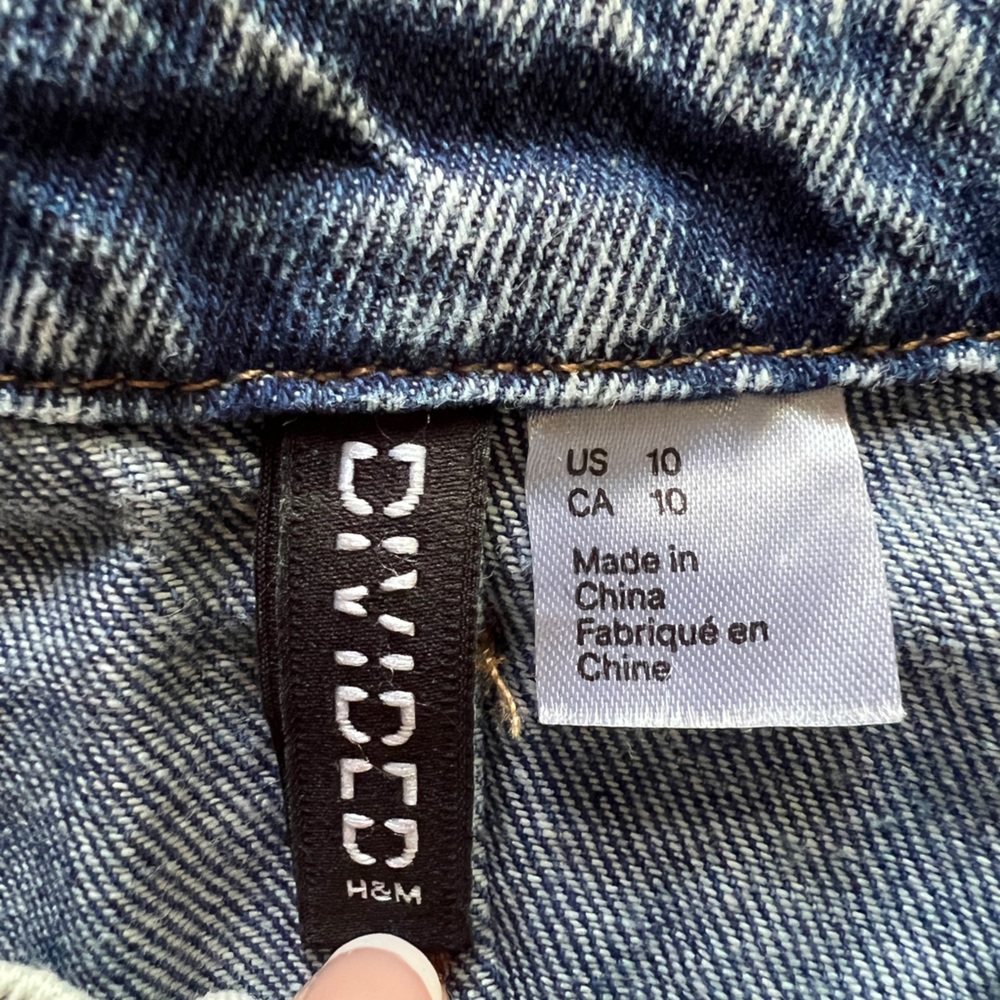 DIVIDED
H&M
US 10
CA 10
Made in
China
Fabriqué en
Chine